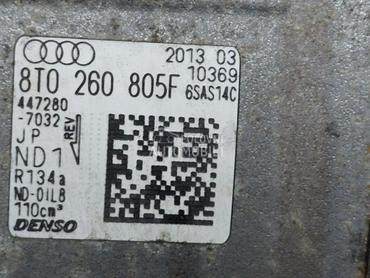 2013 03
10369
8T0 260 805F 6SAS14C
447280
-7032
JP
REV
ND1
R134a
ND-OIL8
110cm³
DENSO